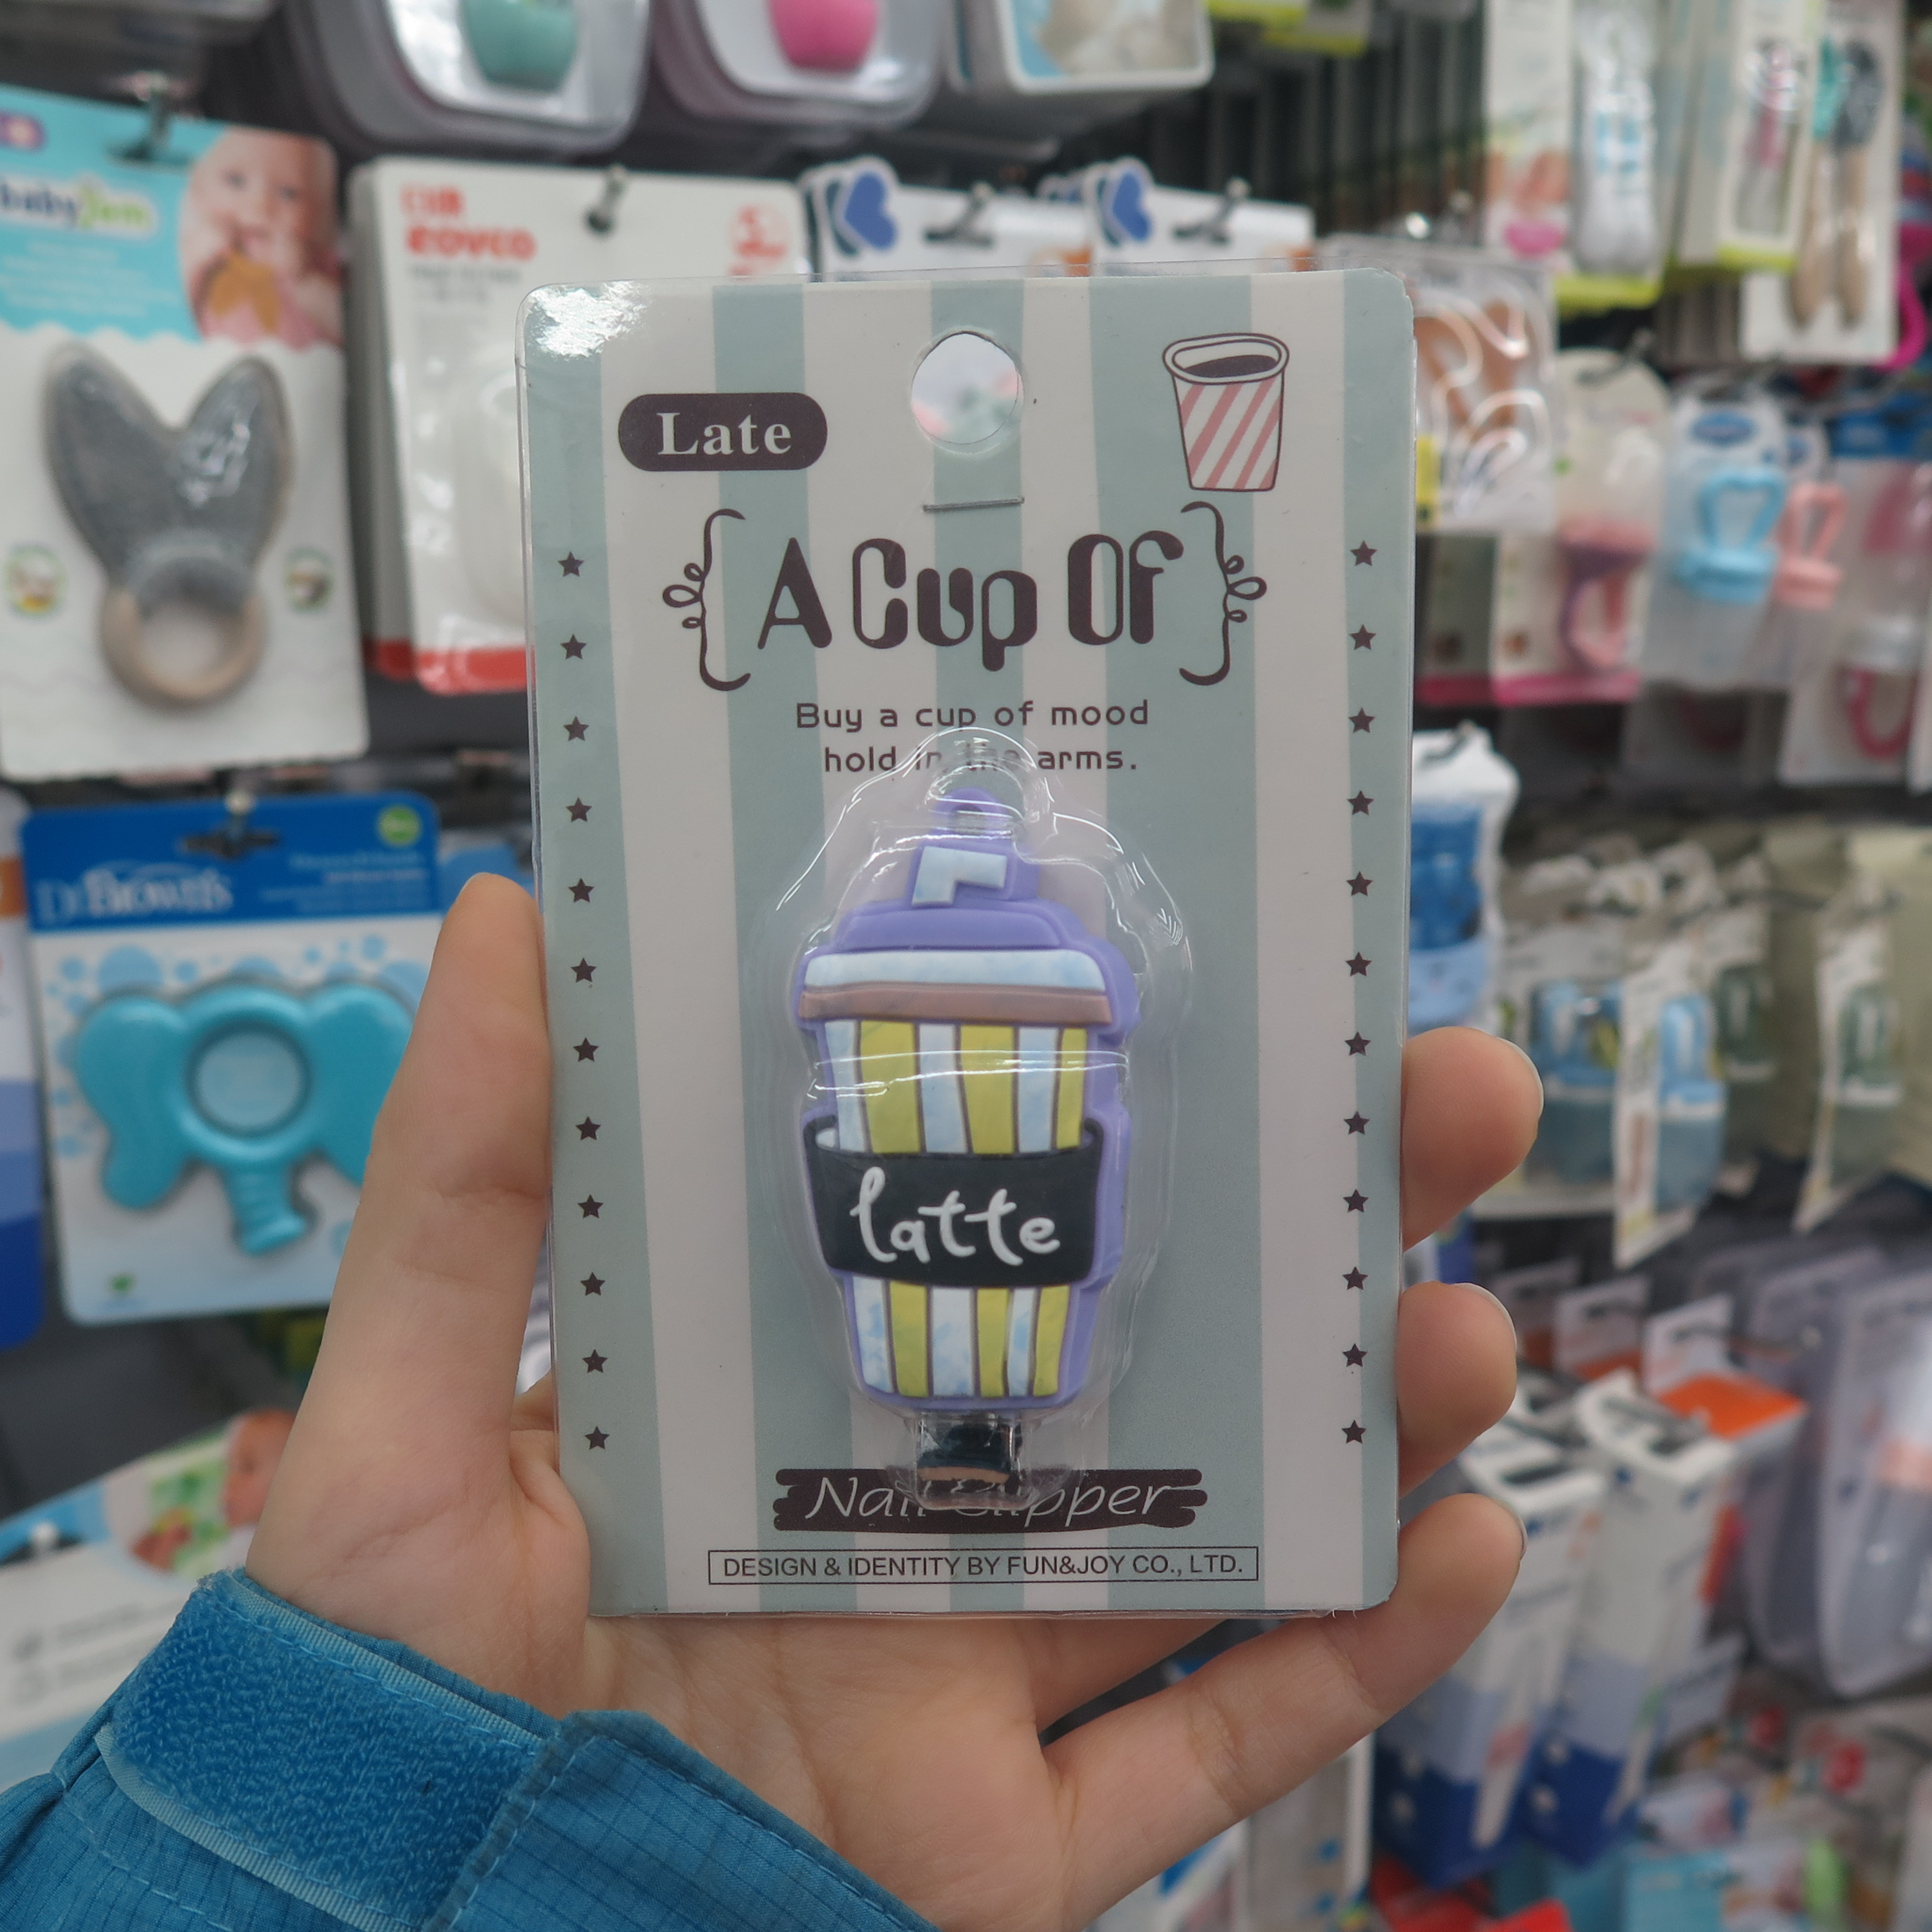 Late
A Cup Of
Buy a cup of mood
hold in the arms.
latte
Nail Clipper
DESIGN & IDENTITY BY FUN&JOY CO., LTD.
babyjem
Dr Brown's